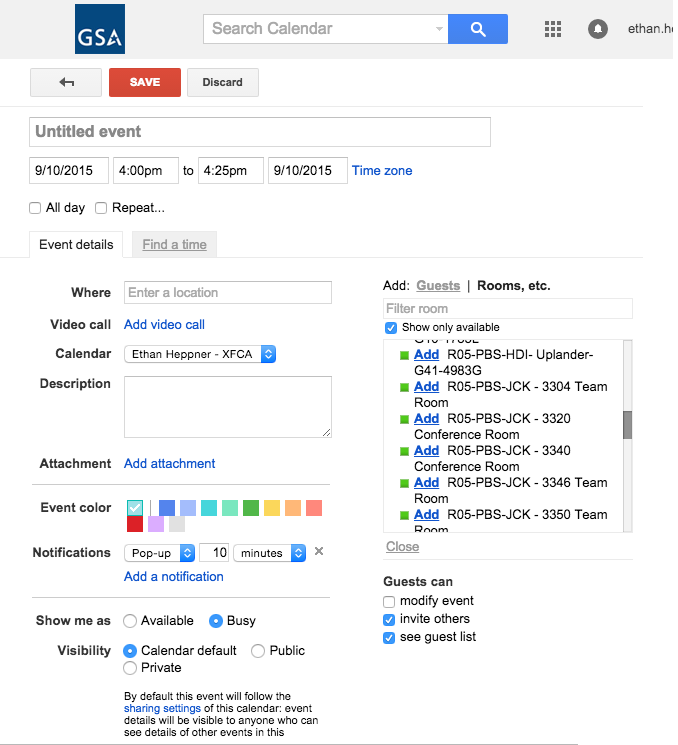 GSA
Search Calendar
ethan.he
SAVE
Discard
Untitled event
9/10/2015 4:00pm to 4:25pm 9/10/2015 Time zone
All day Repeat...
Event details
Find a time
Where
Enter a location
Video call
Add video call
Calendar
Ethan Heppner - XFCA
Description
Attachment
Add attachment
Event color
Notifications
Pop-up 10 minutes
Add a notification
Show me as
Available Busy
Visibility
Calendar default Public
Private
By default this event will follow the
sharing settings of this calendar: event
details will be visible to anyone who can
see details of other events in this
Add: Guests | Rooms, etc.
Filter room
Show only available
Add R05-PBS-HDI- Uplander-
G41-4983G
Add R05-PBS-JCK - 3304 Team
Room
Add R05-PBS-JCK - 3320
Conference Room
Add R05-PBS-JCK - 3340
Conference Room
Add R05-PBS-JCK - 3346 Team
Room
Add R05-PBS-JCK - 3350 Team
Room
Close
Guests can
modify event
invite others
see guest list